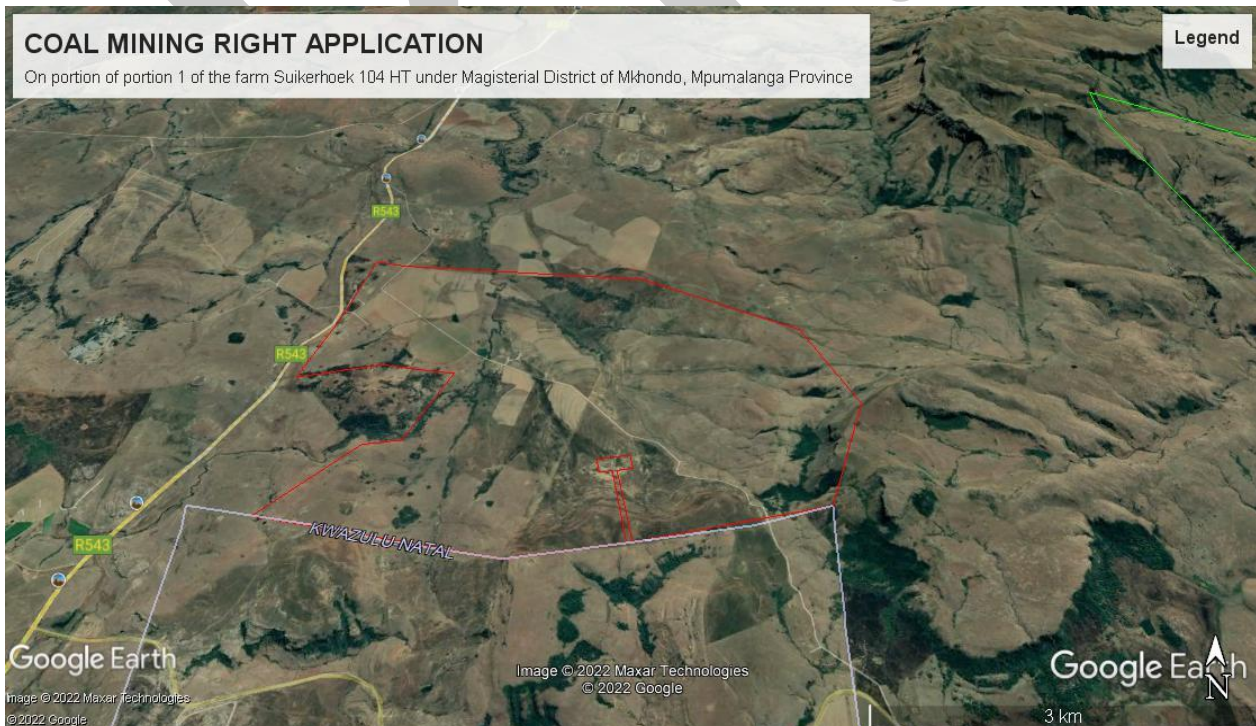 COAL MINING RIGHT APPLICATION
On portion of portion 1 of the farm Suikerhoek 104 HT under Magisterial District of Mkhondo, Mpumalanga Province
Legend
R543
R543
KWAZULU-NATAL
R543
Google Earth
Image © 2022 Maxar Technologies
© 2022 Google
Google Earth
N
Image © 2022 Maxar Technologies
© 2022 Google
3 km